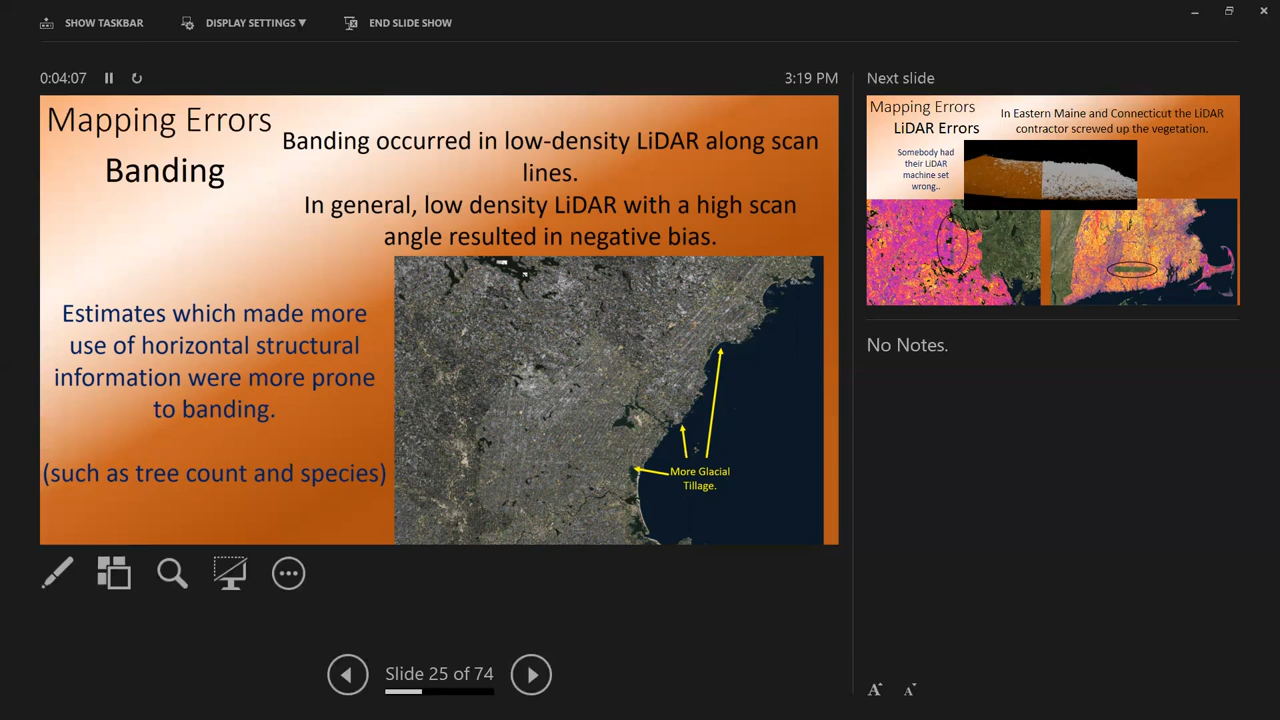 SHOW TASKBAR
DISPLAY SETTINGS ▼
END SLIDE SHOW
0:04:07
3:19 PM
Mapping Errors
Banding
Banding occurred in low-density LiDAR along scan
lines.
In general, low density LiDAR with a high scan
angle resulted in negative bias.
Estimates which made more
use of horizontal structural
information were more prone
to banding.
(such as tree count and species)
More Glacial
Tillage.
Slide 25 of 74
Next slide
Mapping Errors
LiDAR Errors
In Eastern Maine and Connecticut the LiDAR
contractor screwed up the vegetation.
Somebody had
their LiDAR
machine set
wrong..
No Notes.
A A